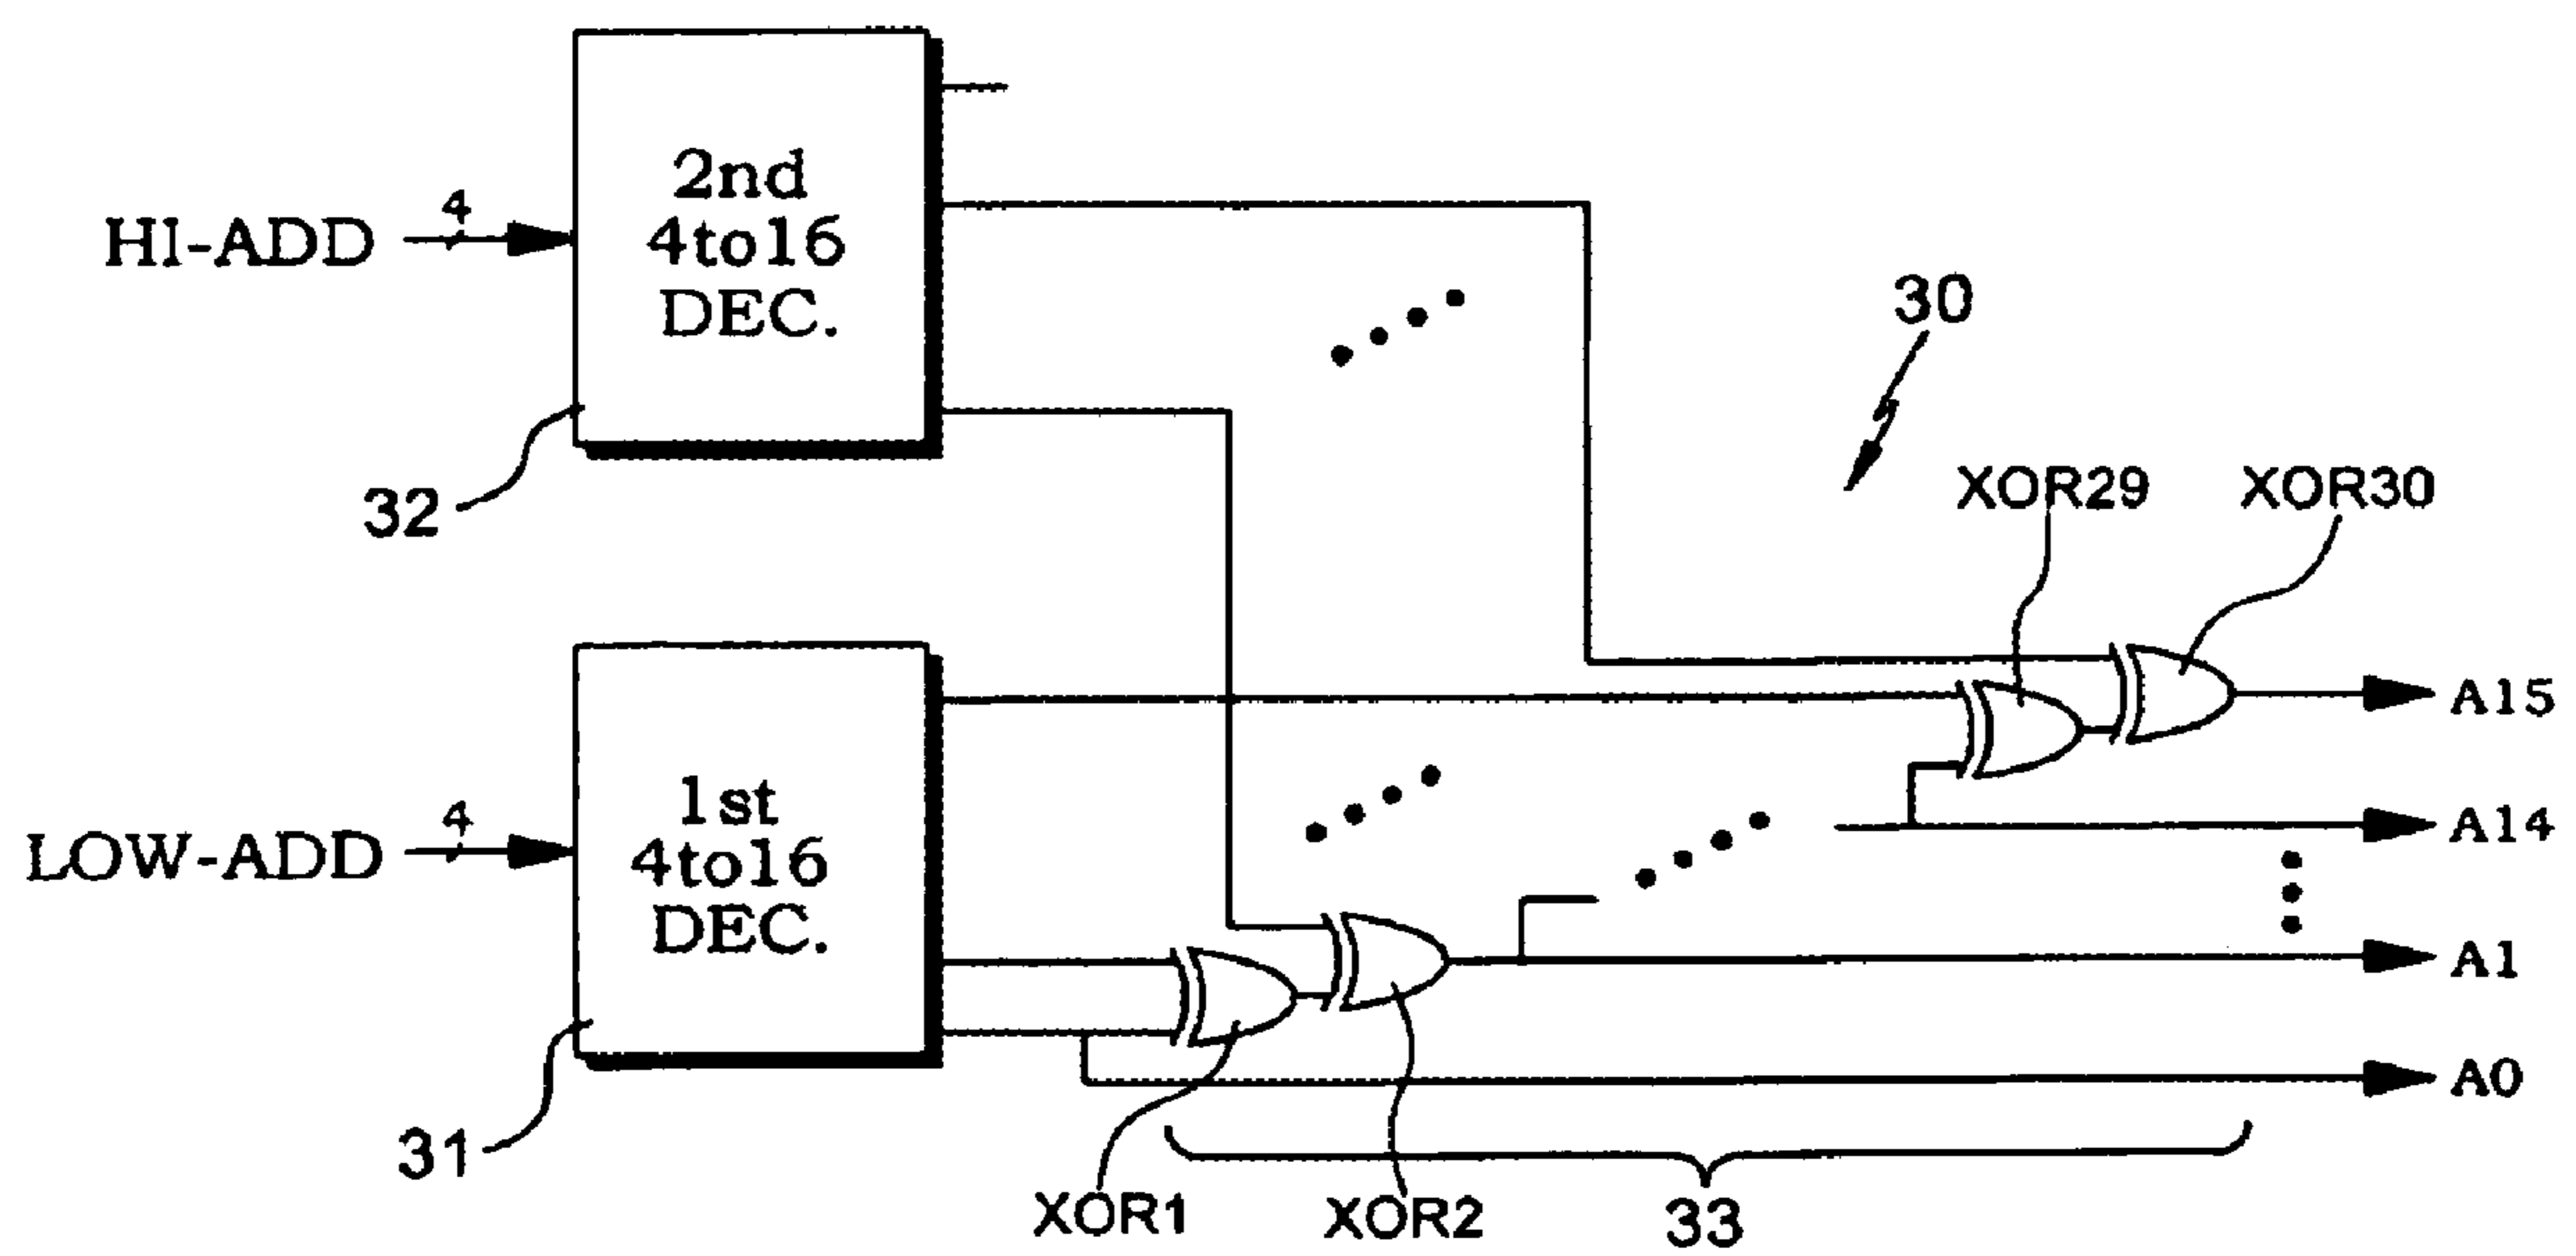 2nd
4to16
DEC.
HI-ADD
4
32
30
XOR29
XOR30
1st
4to16
DEC.
LOW-ADD
4
31
A15
A14
A1
A0
XOR1
XOR2
33